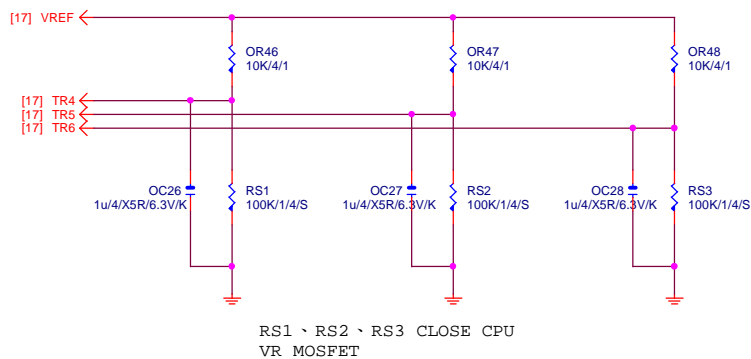 [17] VREF
OR46
10K/4/1
OR47
10K/4/1
OR48
10K/4/1
[17] TR4
[17] TR5
[17] TR6
OC26
1u/4/X5R/6.3V/K
RS1
100K/1/4/S
OC27
1u/4/X5R/6.3V/K
RS2
100K/1/4/S
OC28
1u/4/X5R/6.3V/K
RS3
100K/1/4/S
RS1、RS2、RS3 CLOSE CPU
VR MOSFET